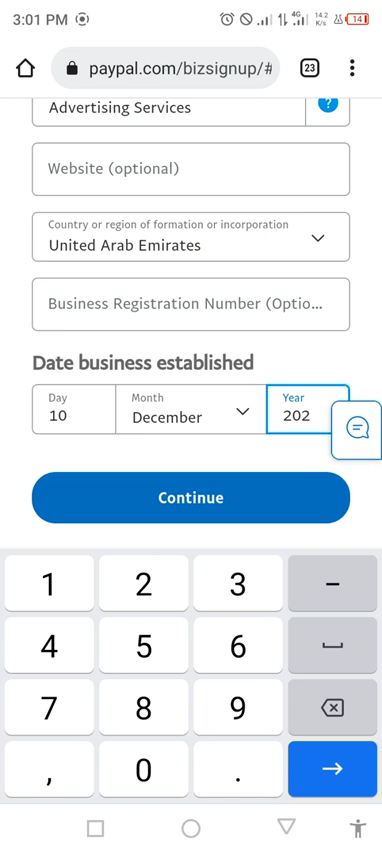 3:01 PM 4G 14.2 K/s 14
paypal.com/bizsignup/# 23
Advertising Services ?
Website (optional)
Country or region of formation or incorporation
United Arab Emirates
Business Registration Number (Optio...
Date business established
Day Month Year
10 December 202
Continue
1 2 3 -
4 5 6
7 8 9
, 0 .